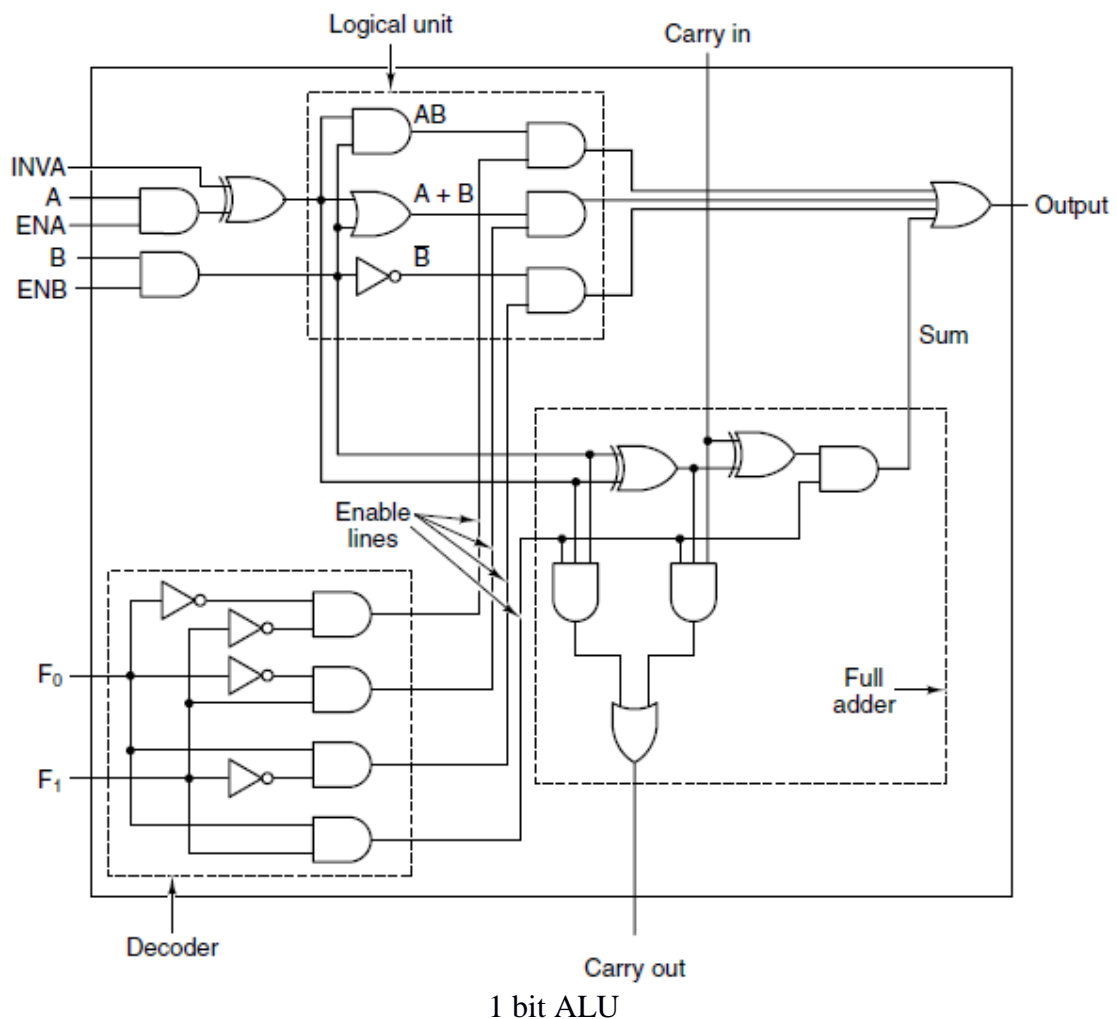 Logical unit
Carry in
AB
INVA
A
A + B
ENA
Output
B
B̅
ENB
Sum
Enable
lines
F₀
Full
adder
F₁
Decoder
Carry out
1 bit ALU